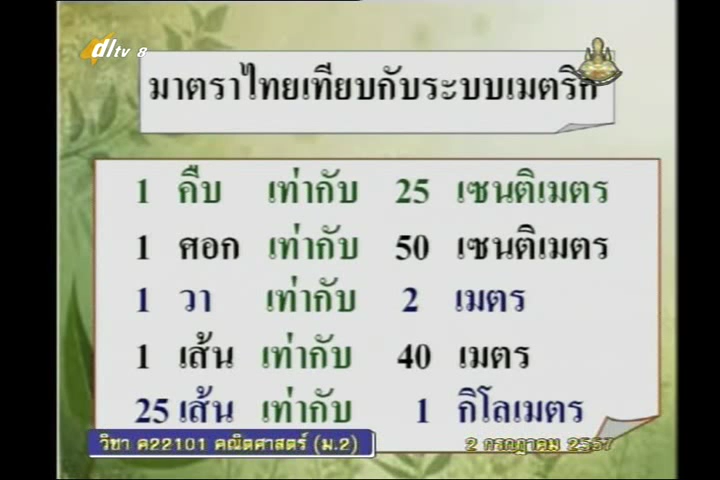 dltv 8
มาตราไทยเทียบกับระบบเมตริก
1 คืบ เท่ากับ 25 เซนติเมตร
1 ศอก เท่ากับ 50 เซนติเมตร
1 วา เท่ากับ 2 เมตร
1 เส้น เท่ากับ 40 เมตร
25 เส้น เท่ากับ 1 กิโลเมตร
วิชา ค22101 คณิตศาสตร์ (ม.2)
2 กรกฎาคม 2557